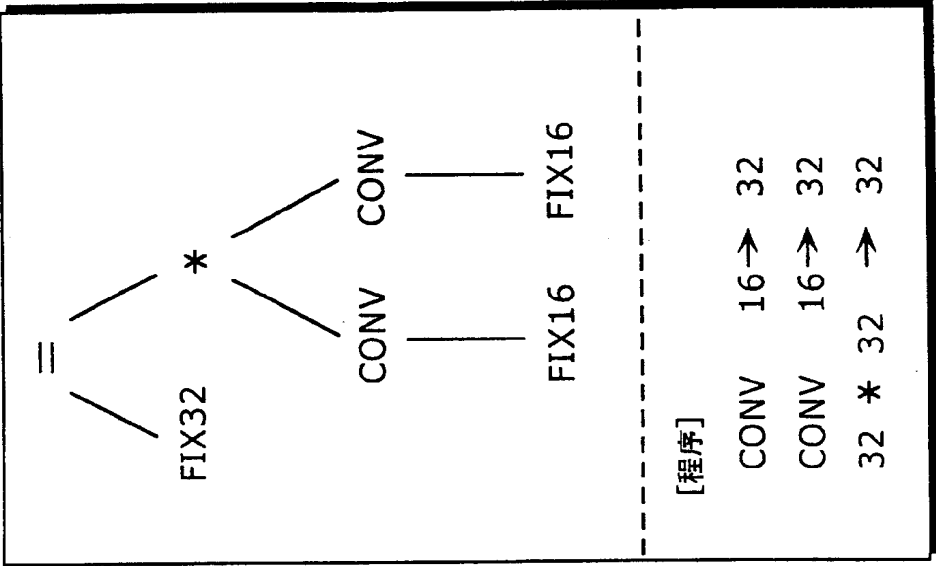 =
FIX32 *
CONV CONV
FIX16 FIX16
[程序]
CONV 16→ 32
CONV 16→ 32
32 * 32 → 32